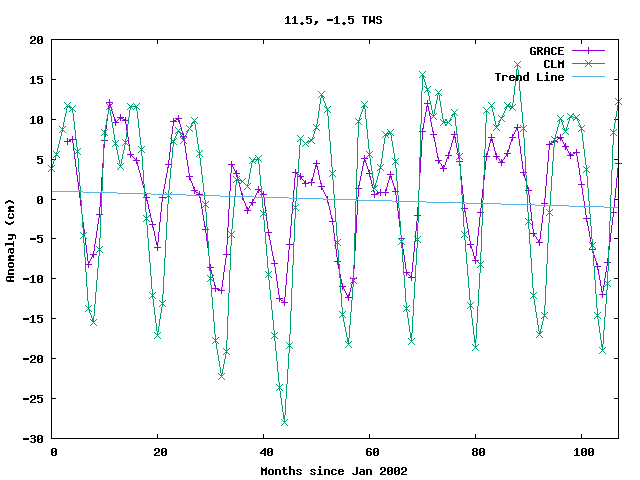 11.5, -1.5 TWS
GRACE
CLM
Trend Line
20
15
10
5
0
-5
-10
-15
-20
-25
-30
Anomaly (cm)
0 20 40 60 80 100
Months since Jan 2002